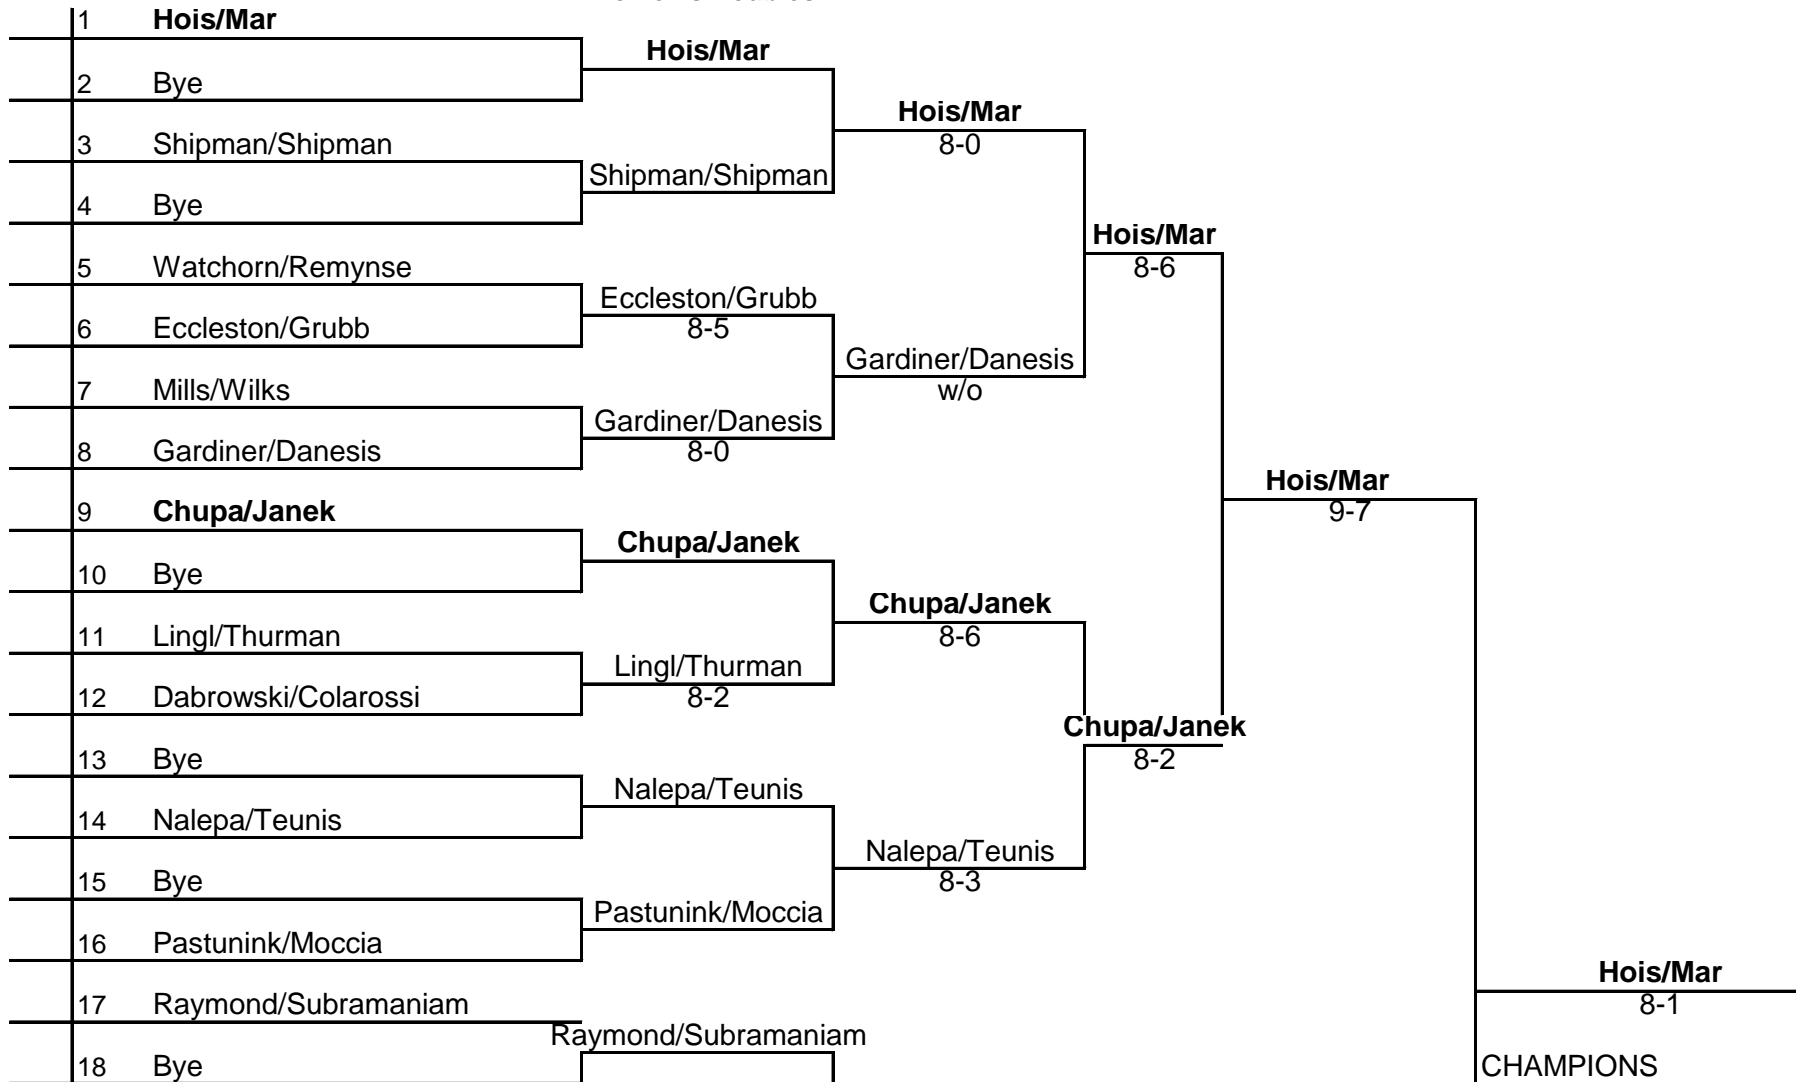 1 Hois/Mar
Hois/Mar
2 Bye
Hois/Mar
3 Shipman/Shipman
8-0
Shipman/Shipman
4 Bye
Hois/Mar
5 Watchorn/Remynse
8-6
Eccleston/Grubb
6 Eccleston/Grubb
8-5
Gardiner/Danesis
7 Mills/Wilks
w/o
Gardiner/Danesis
8 Gardiner/Danesis
8-0
Hois/Mar
9 Chupa/Janek
9-7
Chupa/Janek
10 Bye
Chupa/Janek
11 Lingl/Thurman
8-6
Lingl/Thurman
12 Dabrowski/Colarossi
8-2
Chupa/Janek
13 Bye
8-2
Nalepa/Teunis
14 Nalepa/Teunis
Nalepa/Teunis
15 Bye
8-3
Pastunink/Moccia
16 Pastunink/Moccia
Hois/Mar
17 Raymond/Subramaniam
8-1
Raymond/Subramaniam
18 Bye
CHAMPIONS